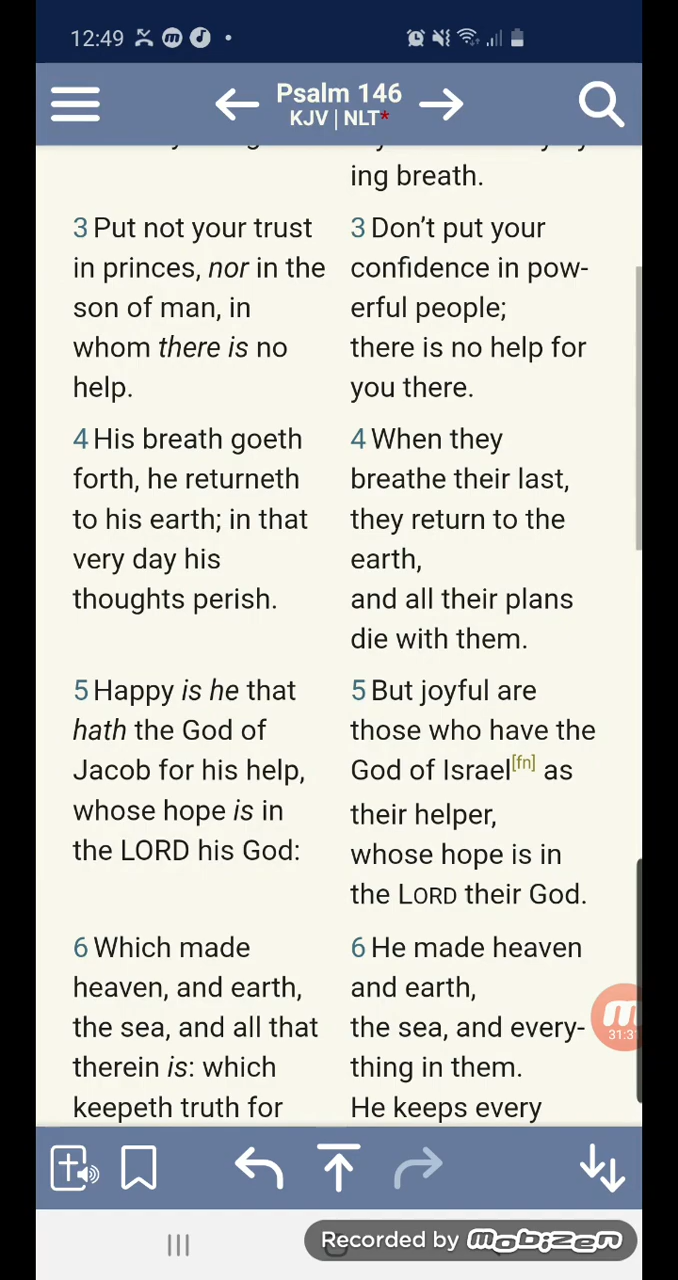 12:49
Psalm 146
KJV | NLT*
ing breath.
3 Put not your trust
in princes, nor in the
son of man, in
whom there is no
help.
3 Don't put your
confidence in pow-
erful people;
there is no help for
you there.
4 His breath goeth
forth, he returneth
to his earth; in that
very day his
thoughts perish.
4 When they
breathe their last,
they return to the
earth,
and all their plans
die with them.
5 Happy is he that
hath the God of
Jacob for his help,
whose hope is in
the LORD his God:
5 But joyful are
those who have the
God of Israel[fn] as
their helper,
whose hope is in
the LORD their God.
6 Which made
heaven, and earth,
the sea, and all that
therein is: which
keepeth truth for
6 He made heaven
and earth,
the sea, and every-
thing in them.
He keeps every
31:31
Recorded by mobizen